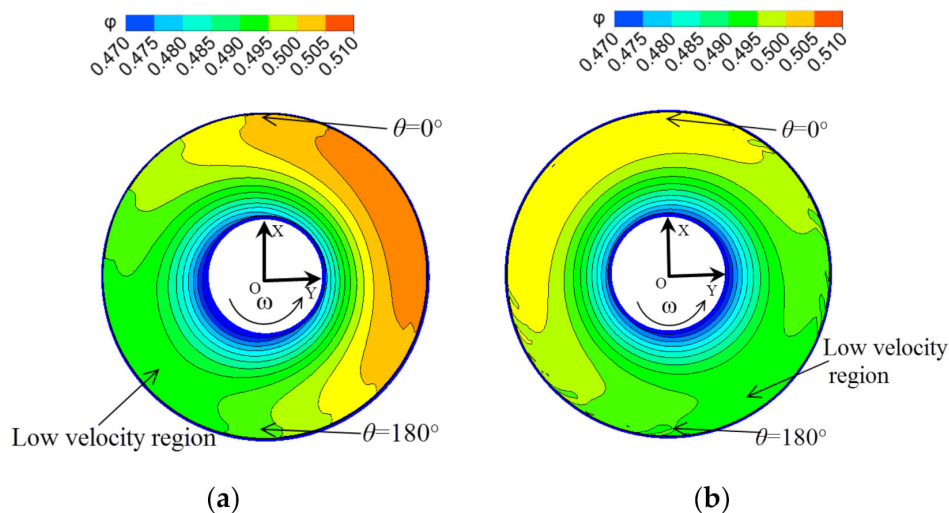 φ
0.470 0.475 0.480 0.485 0.490 0.495 0.500 0.505 0.510
φ
0.470 0.475 0.480 0.485 0.490 0.495 0.500 0.505 0.510
θ=0°
θ=0°
X
O
Y
ω
X
O
Y
ω
Low velocity region
θ=180°
Low velocity
region
θ=180°
(a)
(b)